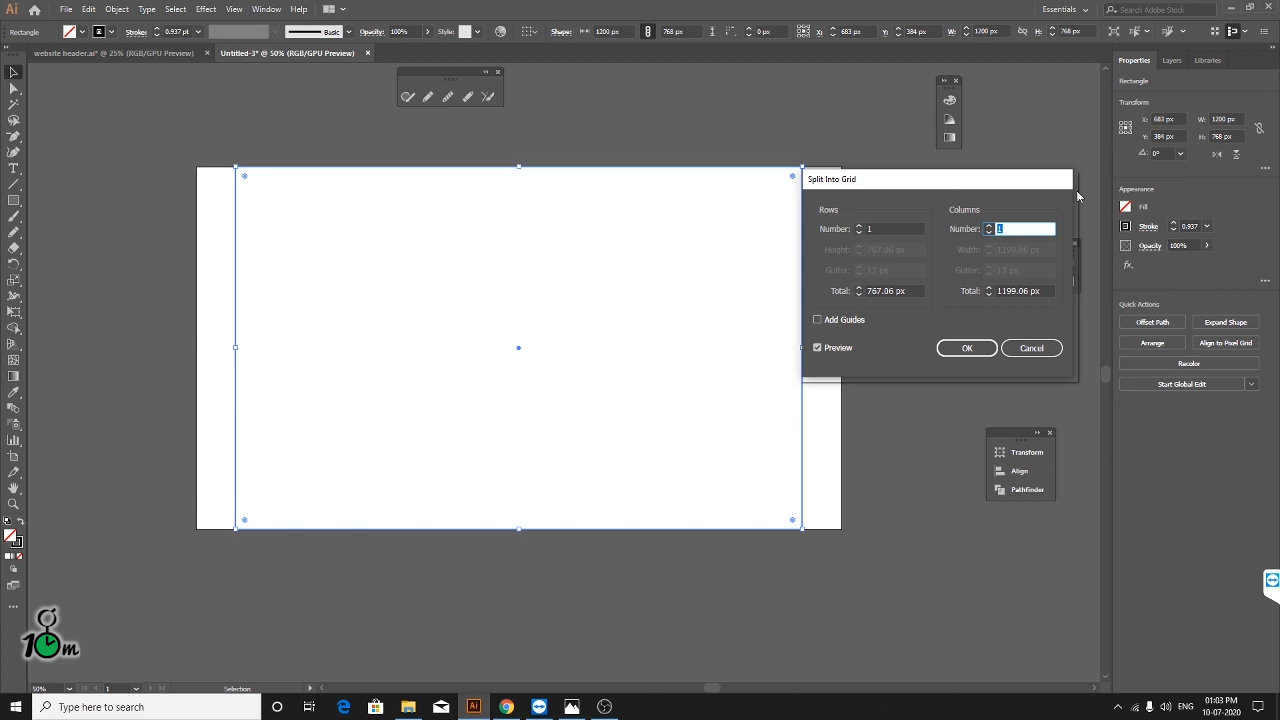 Ai File Edit Object Type Select Effect View Window Help Essentials Search Adobe Stock
Rectangle Stroke: 0.937 pt Basic Opacity: 100% Style: Shape: 1200 px 768 px 0 px X: 683 px Y: 384 px W: 1200 px H: 768 px
website header.ai* @ 25% (RGB/GPU Preview) × Untitled-3* @ 50% (RGB/GPU Preview) ×
Properties Layers Libraries
Rectangle
Transform
X: 683 px W: 1200 px
Y: 384 px H: 768 px
0°
Appearance
Fill
Stroke 0.937
Opacity 100%
fx.
Quick Actions
Offset Path Expand Shape
Arrange Align to Pixel Grid
Recolor
Start Global Edit
Split Into Grid
Rows Columns
Number: 1 Number: 1
Height: 767.06 px Width: 1199.06 px
Gutter: 12 px Gutter: 12 px
Total: 767.06 px Total: 1199.06 px
Add Guides
Preview OK Cancel
Transform
Align
Pathfinder
10m
50% 1 Selection
Type here to search
Ai
ENG 01:03 PM
10-07-2020